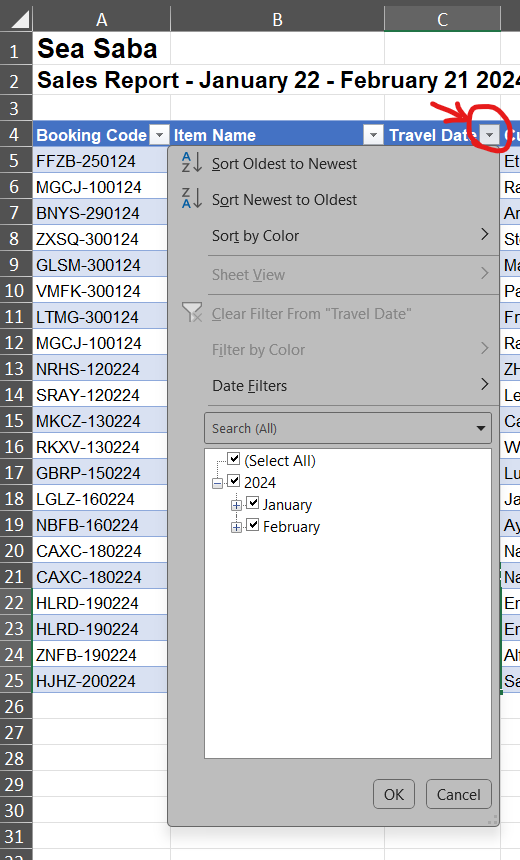 A B C
1 Sea Saba
2 Sales Report - January 22 - February 21 2024
3
4 Booking Code Item Name Travel Date
5 FFZB-250124 Et
6 MGCJ-100124 Ra
7 BNYS-290124
8 ZXSQ-300124
9 GLSM-300124 Ma
10 VMFK-300124 Pa
11 LTMG-300124 Fr
12 MGCJ-100124 Ra
13 NRHS-120224 ZH
14 SRAY-120224 Le
15 MKCZ-130224 Ca
16 RKXV-130224 W
17 GBRP-150224 Lu
18 LGLZ-160224 Ja
19 NBFB-160224 Ay
20 CAXC-180224 Na
21 CAXC-180224 Na
22 HLRD-190224
23 HLRD-190224
24 ZNFB-190224
25 HJHZ-200224 Sa
26
27
28
29
30
31
Sort Oldest to Newest
Sort Newest to Oldest
Sort by Color
Sheet View
Clear Filter From "Travel Date"
Filter by Color
Date Filters
Search (All)
(Select All)
2024
January
February
OK Cancel